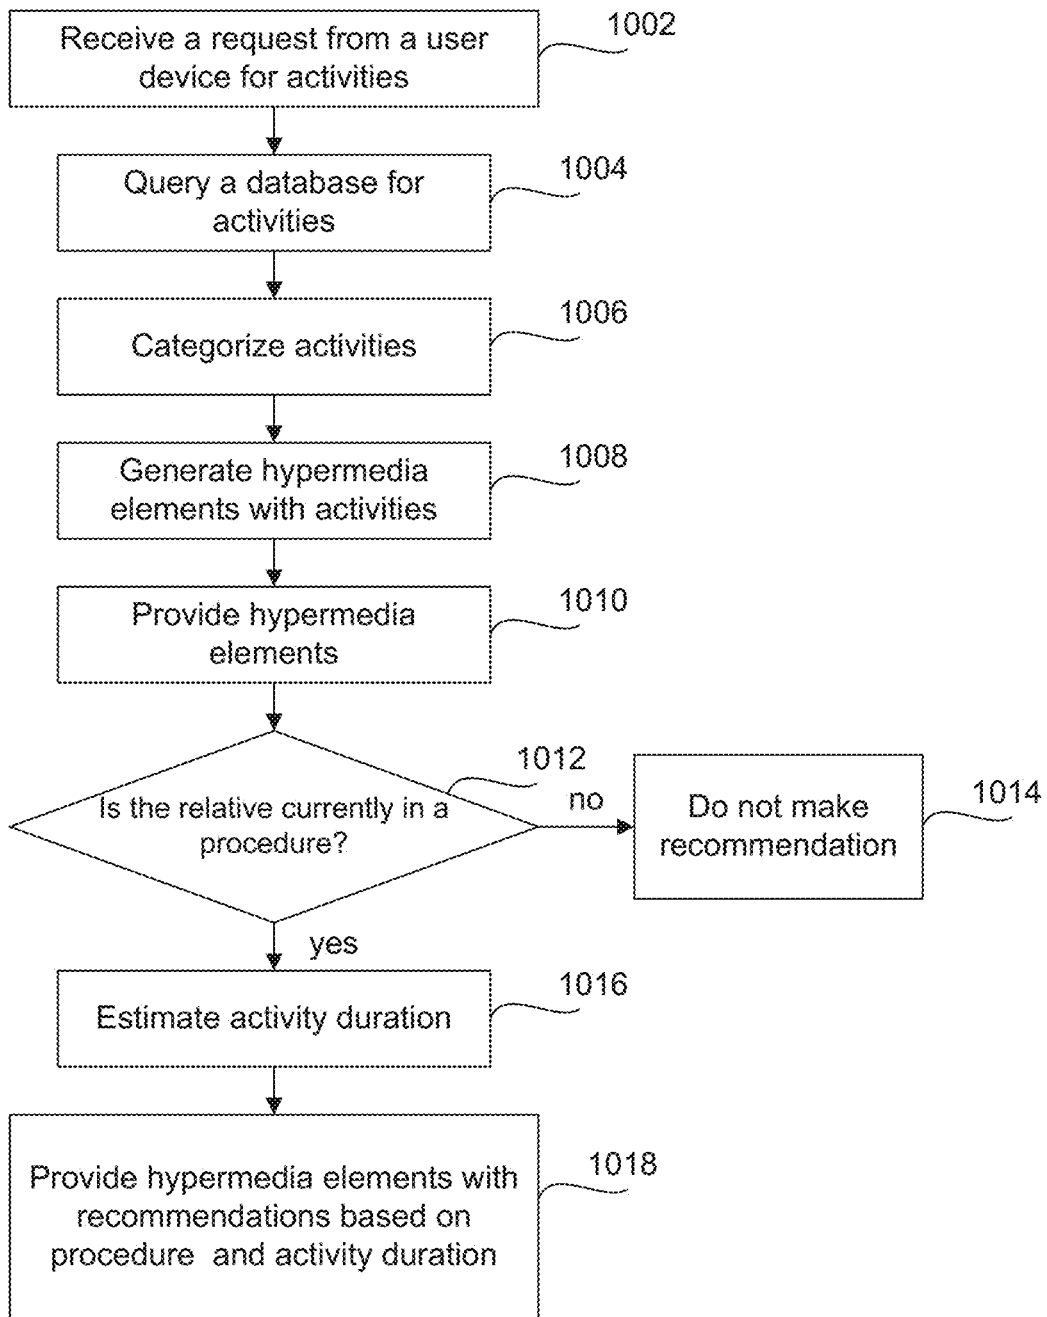 Receive a request from a user
device for activities
1002
Query a database for
activities
1004
Categorize activities
1006
Generate hypermedia
elements with activities
1008
Provide hypermedia
elements
1010
Is the relative currently in a
procedure?
1012
no
Do not make
recommendation
1014
yes
Estimate activity duration
1016
Provide hypermedia elements with
recommendations based on
procedure and activity duration
1018